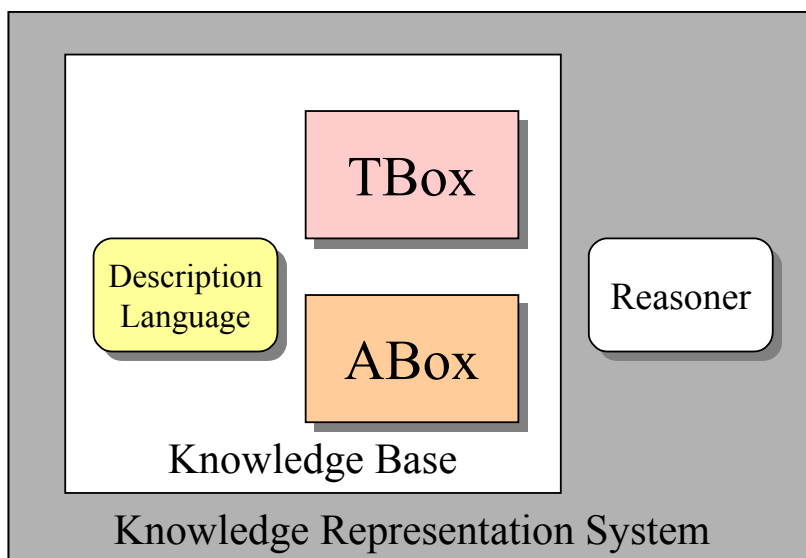 TBox
Description
Language
Reasoner
ABox
Knowledge Base
Knowledge Representation System